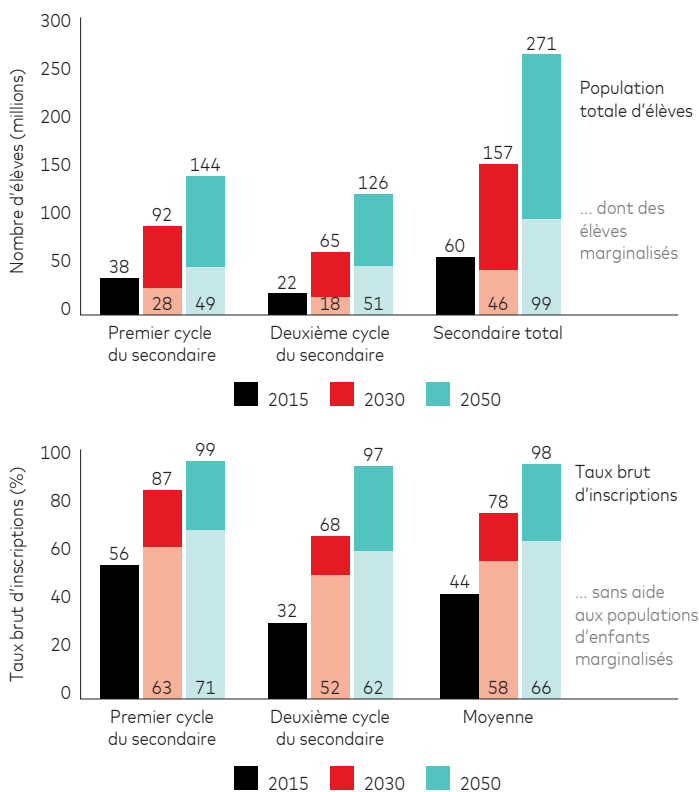 Nombre d'élèves (millions)
300
250
200
150
100
50
0
38
92
144
28
49
22
65
126
18
51
60
157
271
46
99
Population
totale d'élèves
... dont des
élèves
marginalisés
Premier cycle
du secondaire
Deuxième cycle
du secondaire
Secondaire total
2015
2030
2050
Taux brut d'inscriptions (%)
100
80
60
40
20
0
56
87
99
63
71
32
68
97
52
62
44
78
98
58
66
Taux brut
d'inscriptions
... sans aide
aux populations
d'enfants
marginalisés
Premier cycle
du secondaire
Deuxième cycle
du secondaire
Moyenne
2015
2030
2050